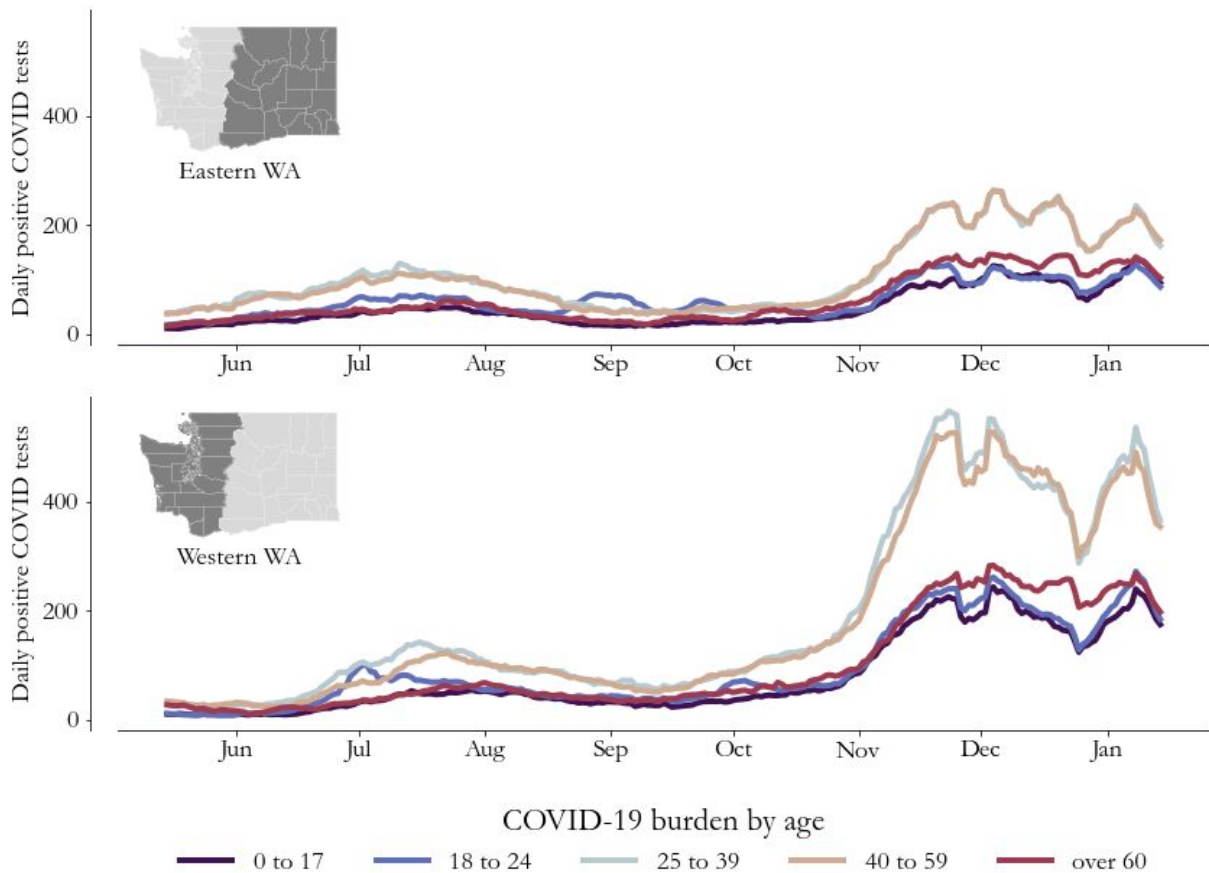 Daily positive COVID tests
400
200
0
Eastern WA
Jun Jul Aug Sep Oct Nov Dec Jan
Daily positive COVID tests
400
200
0
Western WA
Jun Jul Aug Sep Oct Nov Dec Jan
COVID-19 burden by age
0 to 17 18 to 24 25 to 39 40 to 59 over 60